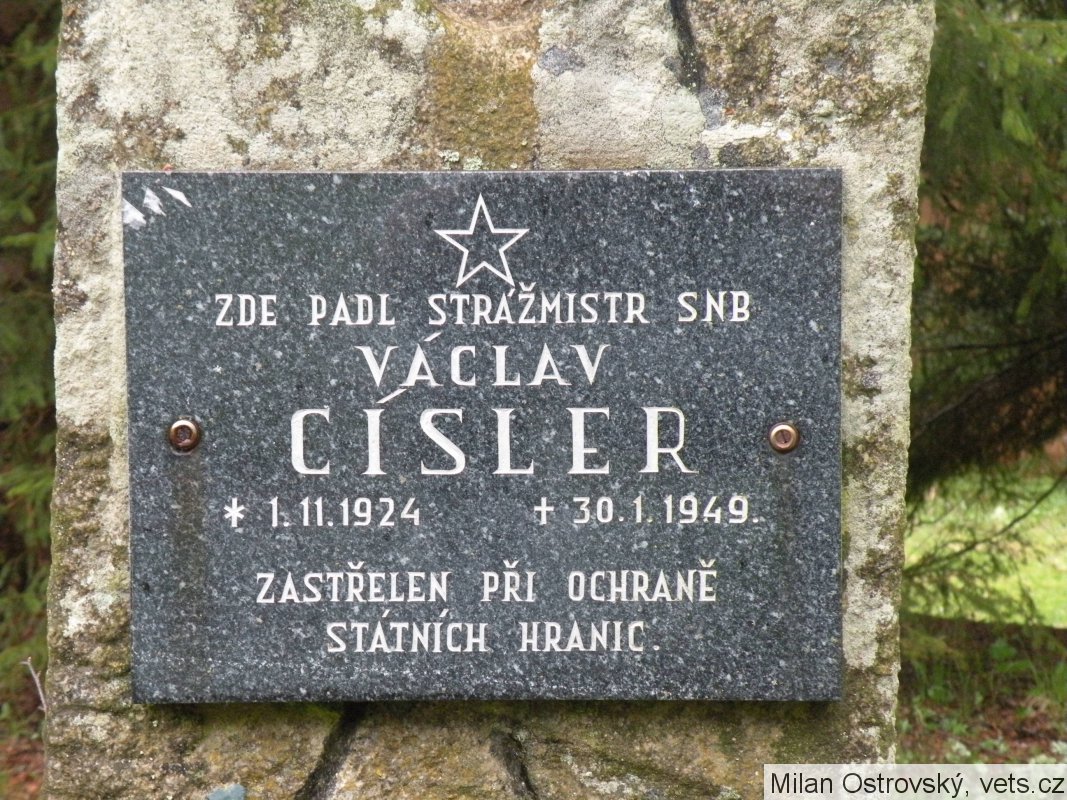 ZDE PADL STRÁŽMISTR SNB
VÁCLAV
CÍSLER
* 1.11.1924 + 30.1.1949.
ZASTŘELEN PŘI OCHRANĚ
STÁTNÍCH HRANIC.
Milan Ostrovský, vets.cz